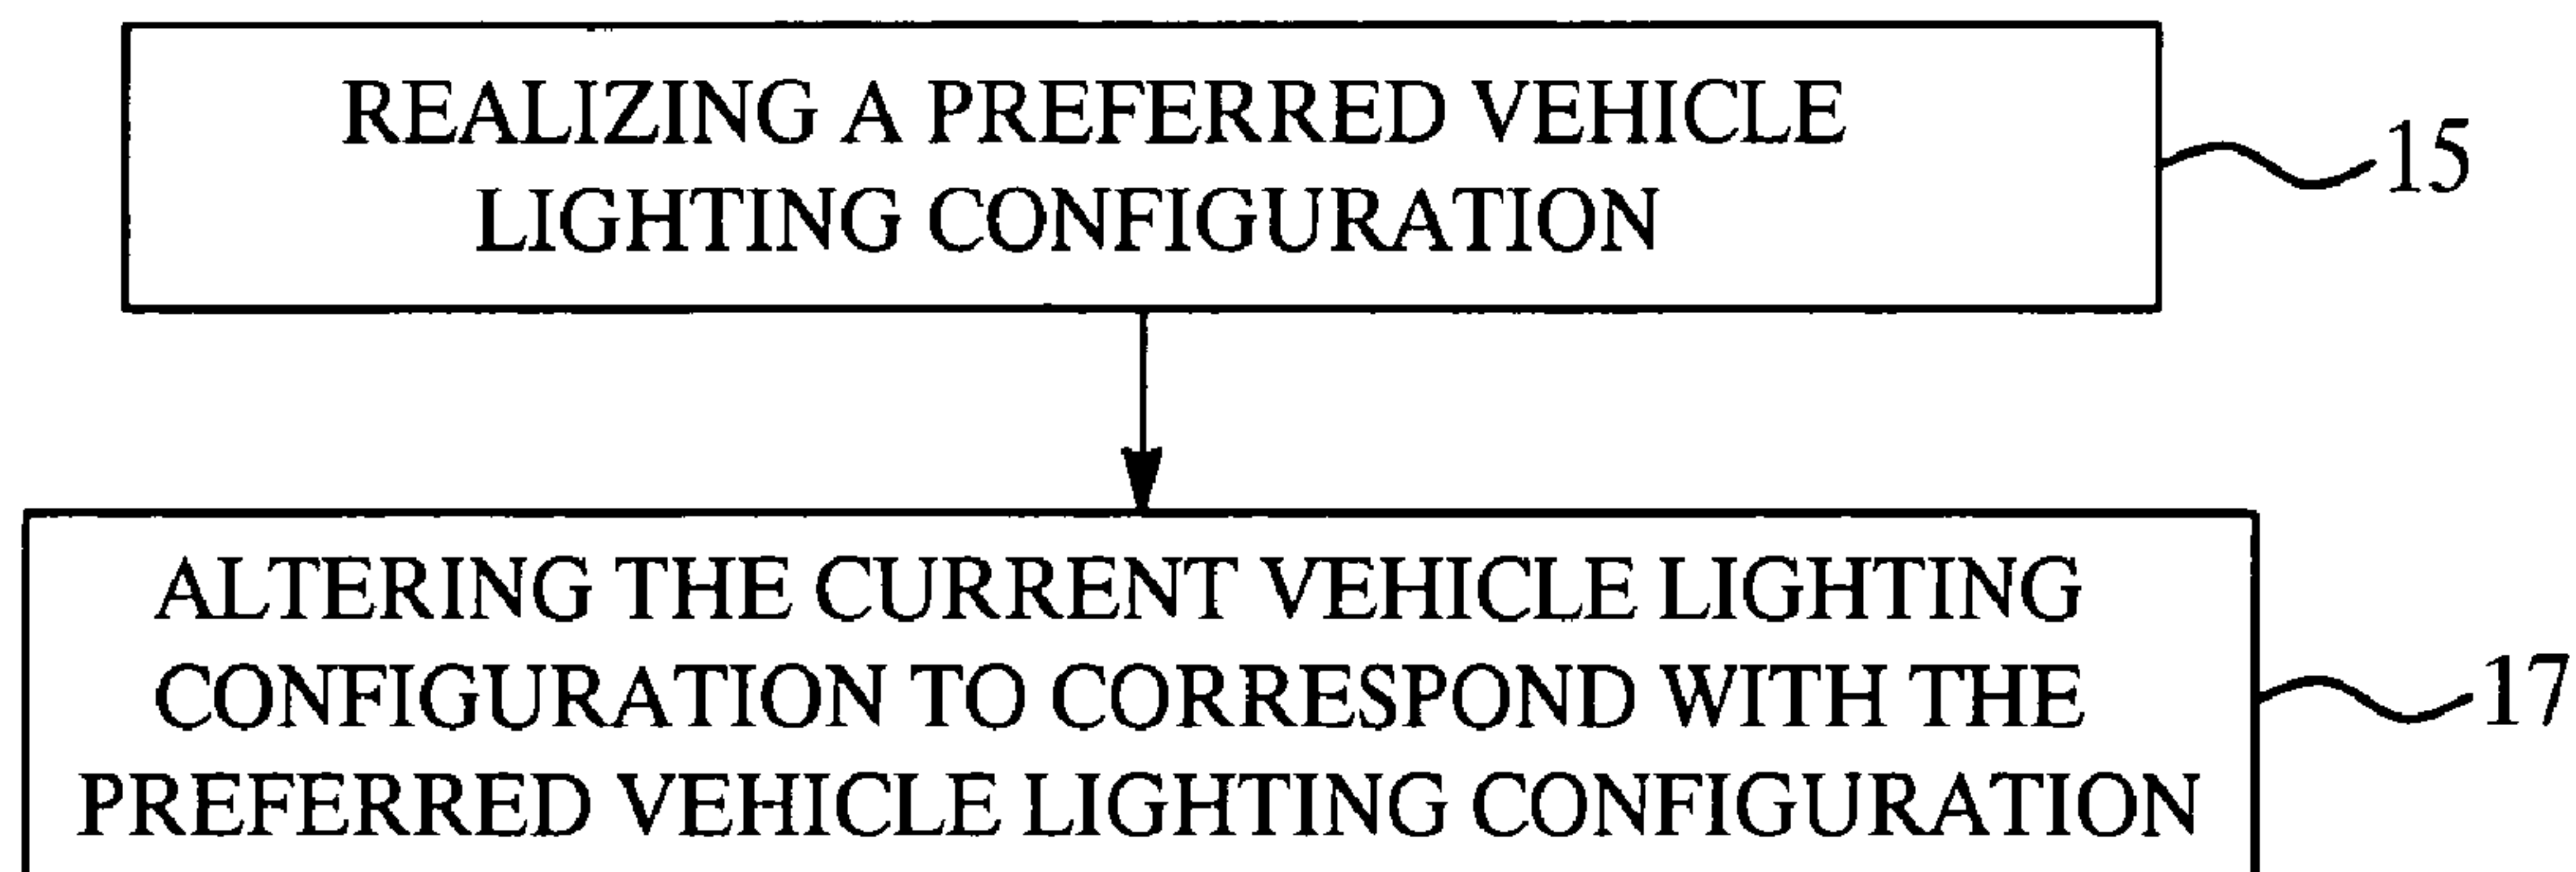 REALIZING A PREFERRED VEHICLE
LIGHTING CONFIGURATION
15
ALTERING THE CURRENT VEHICLE LIGHTING
CONFIGURATION TO CORRESPOND WITH THE
PREFERRED VEHICLE LIGHTING CONFIGURATION
17